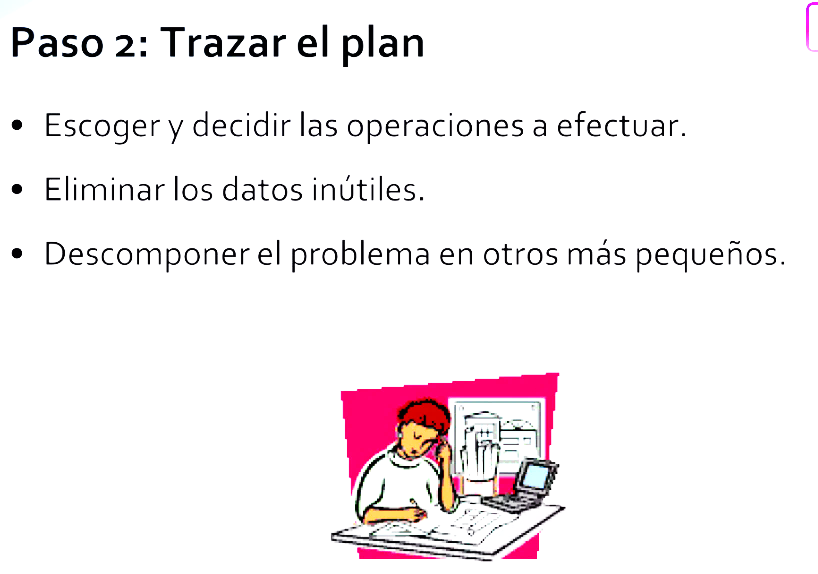 Paso 2: Trazar el plan
• Escoger y decidir las operaciones a efectuar.
• Eliminar los datos inútiles.
• Descomponer el problema en otros más pequeños.